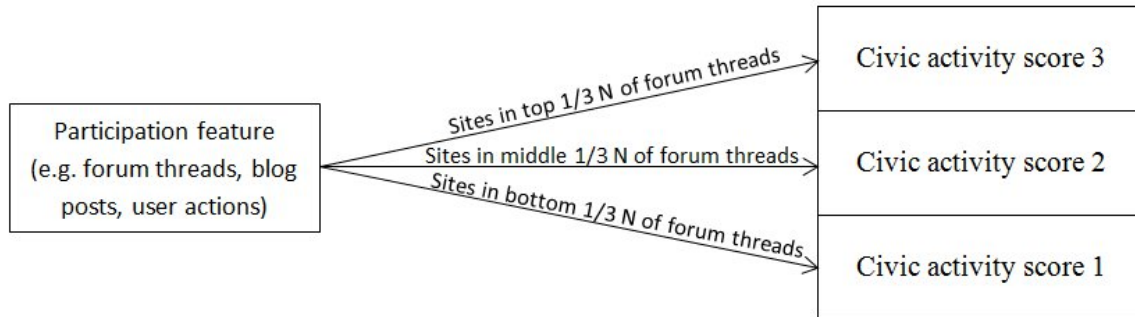 Participation feature
(e.g. forum threads, blog
posts, user actions)
Sites in top 1/3 N of forum threads
Sites in middle 1/3 N of forum threads
Sites in bottom 1/3 N of forum threads
Civic activity score 3
Civic activity score 2
Civic activity score 1